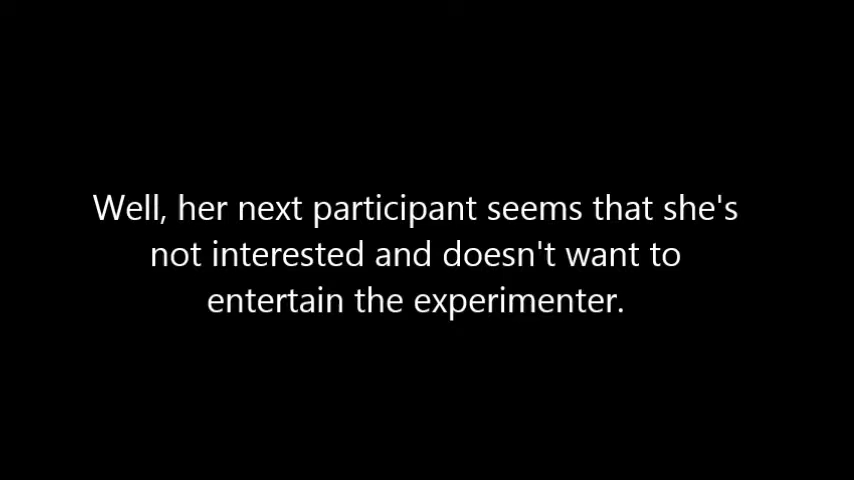 Well, her next participant seems that she's
not interested and doesn't want to
entertain the experimenter.